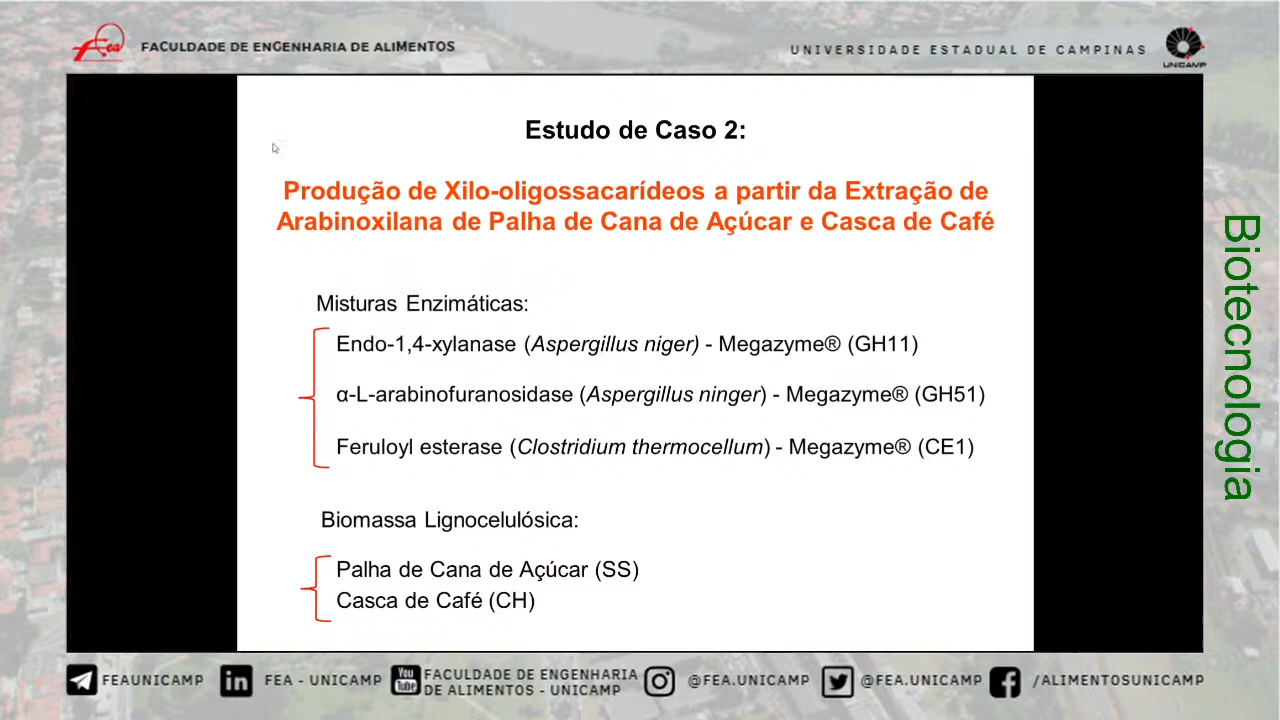 Fea
FACULDADE DE ENGENHARIA DE ALIMENTOS
UNIVERSIDADE ESTADUAL DE CAMPINAS
UNICAMP
Estudo de Caso 2:
Produção de Xilo-oligossacarídeos a partir da Extração de
Arabinoxilana de Palha de Cana de Açúcar e Casca de Café
Misturas Enzimáticas:
Endo-1,4-xylanase (Aspergillus niger) - Megazyme® (GH11)
α-L-arabinofuranosidase (Aspergillus ninger) - Megazyme® (GH51)
Feruloyl esterase (Clostridium thermocellum) - Megazyme® (CE1)
Biomassa Lignocelulósica:
Palha de Cana de Açúcar (SS)
Casca de Café (CH)
Biotecnologia
FEAUNICAMP
in
FEA - UNICAMP
You
Tube
FACULDADE DE ENGENHARIA
DE ALIMENTOS - UNICAMP
@FEA.UNICAMP
@FEA.UNICAMP
/ALIMENTOSUNICAMP